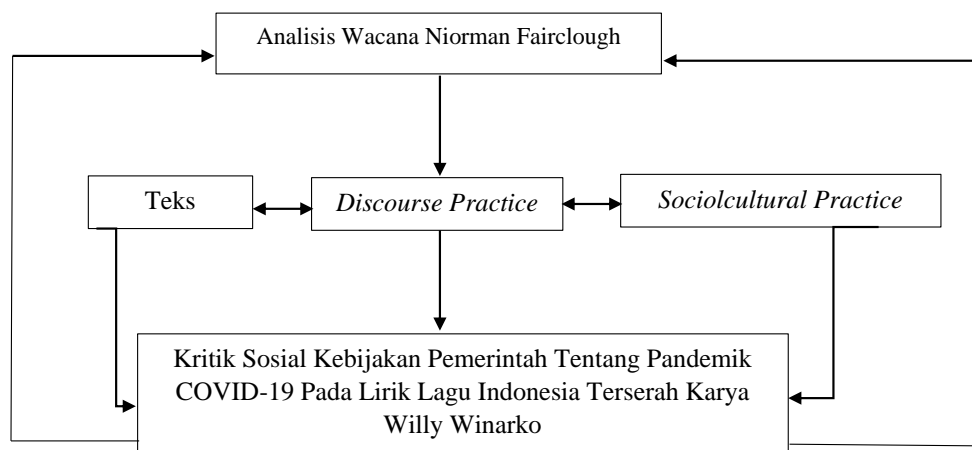 Analisis Wacana Niorman Fairclough
Teks
Discourse Practice
Sociolcultural Practice
Kritik Sosial Kebijakan Pemerintah Tentang Pandemik
COVID-19 Pada Lirik Lagu Indonesia Terserah Karya
Willy Winarko